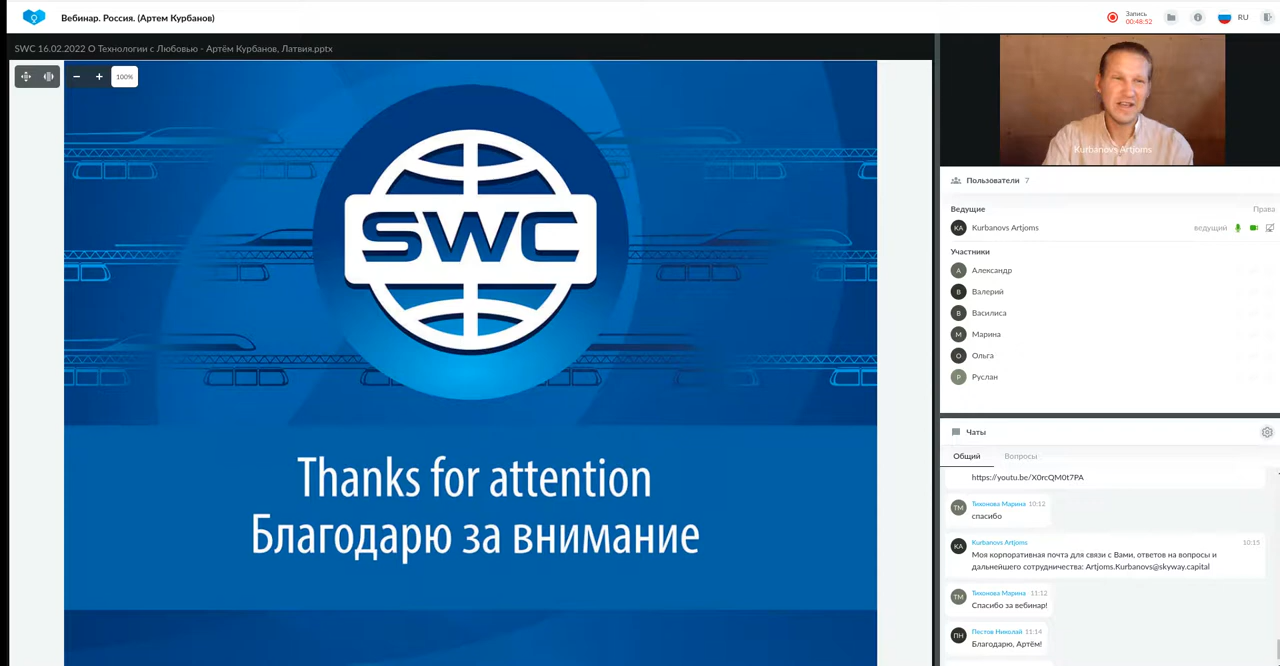 Вебинар. Россия. (Артем Курбанов)
Запись
00:48:52
RU
SWC 16.02.2022 О Технологии с Любовью - Артём Курбанов, Латвия.pptx
100%
SWC
Thanks for attention
Благодарю за внимание
Kurbanovs Artjoms
Пользователи 7
Ведущие Права
KA Kurbanovs Artjoms ведущий
Участники
А Александр
В Валерий
В Василиса
М Марина
О Ольга
Р Руслан
Чаты
Общий Вопросы
https://youtu.be/X0rcQM0t7PA
ТМ Тихонова Марина 10:12
спасибо
KA Kurbanovs Artjoms 10:15
Моя корпоративная почта для связи с Вами, ответов на вопросы и
дальнейшего сотрудничества: Artjoms.Kurbanovs@skyway.capital
ТМ Тихонова Марина 11:12
Спасибо за вебинар!
ПН Пестов Николай 11:14
Благодарю, Артём!